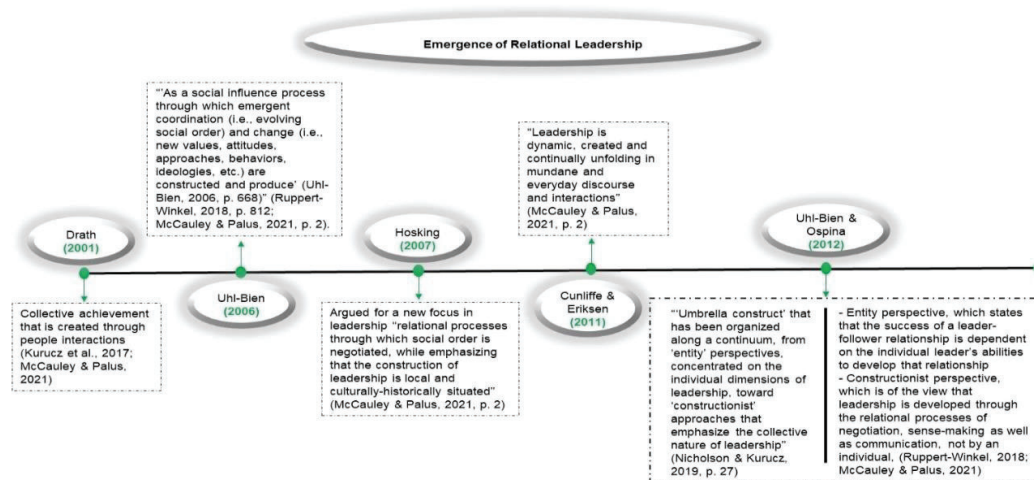 Emergence of Relational Leadership
"'As a social influence process
through which emergent
coordination (i.e., evolving
social order) and change (i.e.,
new values, attitudes,
approaches, behaviors,
ideologies, etc.) are
constructed and produce' (Uhl-
Bien, 2006, p. 668)" (Ruppert-
Winkel, 2018, p. 812;
McCauley & Palus, 2021, p. 2).
"Leadership is
dynamic, created and
continually unfolding in
mundane and
everyday discourse
and interactions"
(McCauley & Palus,
2021, p. 2)
Drath
(2001)
Hosking
(2007)
Uhl-Bien &
Ospina
(2012)
Uhl-Bien
(2006)
Cunliffe &
Eriksen
(2011)
Collective achievement
that is created through
people interactions
(Kurucz et al., 2017;
McCauley & Palus,
2021)
Argued for a new focus in
leadership "relational processes
through which social order is
negotiated, while emphasizing
that the construction of
leadership is local and
culturally-historically situated"
(McCauley & Palus, 2021, p. 2)
"'Umbrella construct' that
has been organized
along a continuum, from
'entity' perspectives,
concentrated on the
individual dimensions of
leadership, toward
'constructionist'
approaches that
emphasize the collective
nature of leadership"
(Nicholson & Kurucz,
2019, p. 27)
- Entity perspective, which states
that the success of a leader-
follower relationship is dependent
on the individual leader's abilities
to develop that relationship
- Constructionist perspective,
which is of the view that
leadership is developed through
the relational processes of
negotiation, sense-making as well
as communication, not by an
individual, (Ruppert-Winkel, 2018;
McCauley & Palus, 2021)